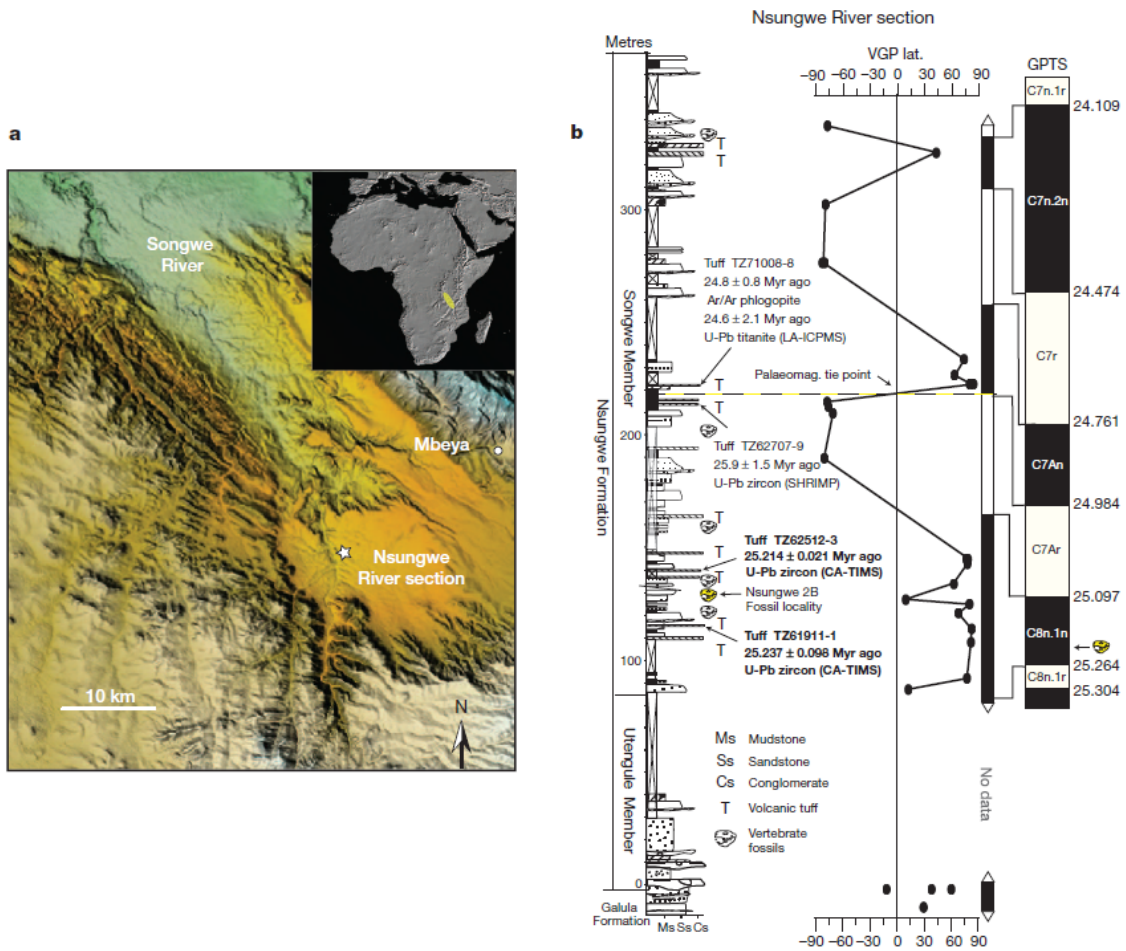 a
Songwe
River
Mbeya
Nsungwe
River section
10 km
N
b
Nsungwe River section
Metres
VGP lat.
GPTS
−90 −60 −30 0 30 60 90
300
200
100
0
Nsungwe Formation
Songwe Member
Utengule Member
Galula
Formation
Ms Ss Cs
T
T
Tuff TZ71008-8
24.8 ± 0.8 Myr ago
Ar/Ar phlogopite
24.6 ± 2.1 Myr ago
U-Pb titanite (LA-ICPMS)
T
Palaeomag. tie point
T
Tuff TZ62707-9
25.9 ± 1.5 Myr ago
U-Pb zircon (SHRIMP)
T
T
Tuff TZ62512-3
25.214 ± 0.021 Myr ago
U-Pb zircon (CA-TIMS)
T
Nsungwe 2B
Fossil locality
T
Tuff TZ61911-1
25.237 ± 0.098 Myr ago
U-Pb zircon (CA-TIMS)
T
Ms Mudstone
Ss Sandstone
Cs Conglomerate
T Volcanic tuff
Vertebrate
fossils
No data
−90 −60 −30 0 30 60 90
C7n.1r
24.109
C7n.2n
24.474
C7r
24.761
C7An
24.984
C7Ar
25.097
C8n.1n
25.264
C8n.1r
25.304